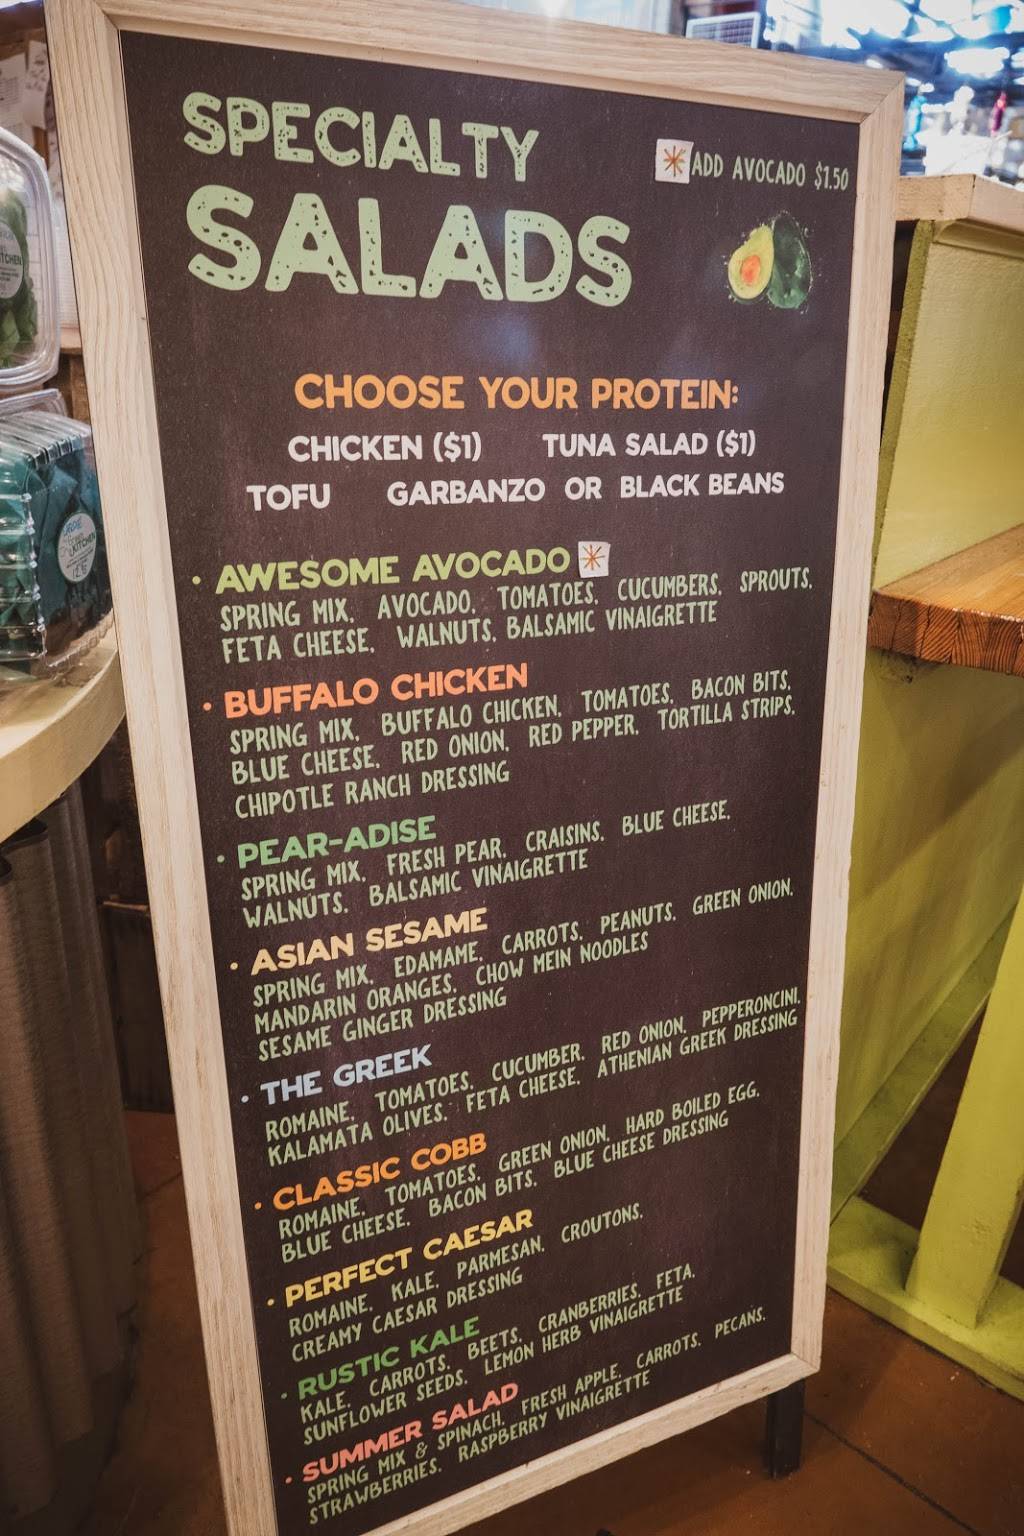 SPECIALTY
SALADS
ADD AVOCADO $1.50
CHOOSE YOUR PROTEIN:
CHICKEN ($1) TUNA SALAD ($1)
TOFU GARBANZO OR BLACK BEANS
• AWESOME AVOCADO
SPRING MIX, AVOCADO, TOMATOES, CUCUMBERS, SPROUTS,
FETA CHEESE, WALNUTS, BALSAMIC VINAIGRETTE
• BUFFALO CHICKEN
SPRING MIX, BUFFALO CHICKEN, TOMATOES, BACON BITS,
BLUE CHEESE, RED ONION, RED PEPPER, TORTILLA STRIPS,
CHIPOTLE RANCH DRESSING
• PEAR-ADISE
SPRING MIX, FRESH PEAR, CRAISINS, BLUE CHEESE,
WALNUTS, BALSAMIC VINAIGRETTE
• ASIAN SESAME
SPRING MIX, EDAMAME, CARROTS, PEANUTS, GREEN ONION,
MANDARIN ORANGES, CHOW MEIN NOODLES
SESAME GINGER DRESSING
• THE GREEK
ROMAINE, TOMATOES, CUCUMBER, RED ONION, PEPPERONCINI,
KALAMATA OLIVES, FETA CHEESE, ATHENIAN GREEK DRESSING
• CLASSIC COBB
ROMAINE, TOMATOES, GREEN ONION, HARD BOILED EGG,
BLUE CHEESE, BACON BITS, BLUE CHEESE DRESSING
• PERFECT CAESAR
ROMAINE, KALE, PARMESAN, CROUTONS,
CREAMY CAESAR DRESSING
• RUSTIC KALE
KALE, CARROTS, BEETS, CRANBERRIES, FETA,
SUNFLOWER SEEDS, LEMON HERB VINAIGRETTE
• SUMMER SALAD
SPRING MIX & SPINACH, FRESH APPLE, CARROTS, PECANS,
STRAWBERRIES, RASPBERRY VINAIGRETTE
KITCHEN